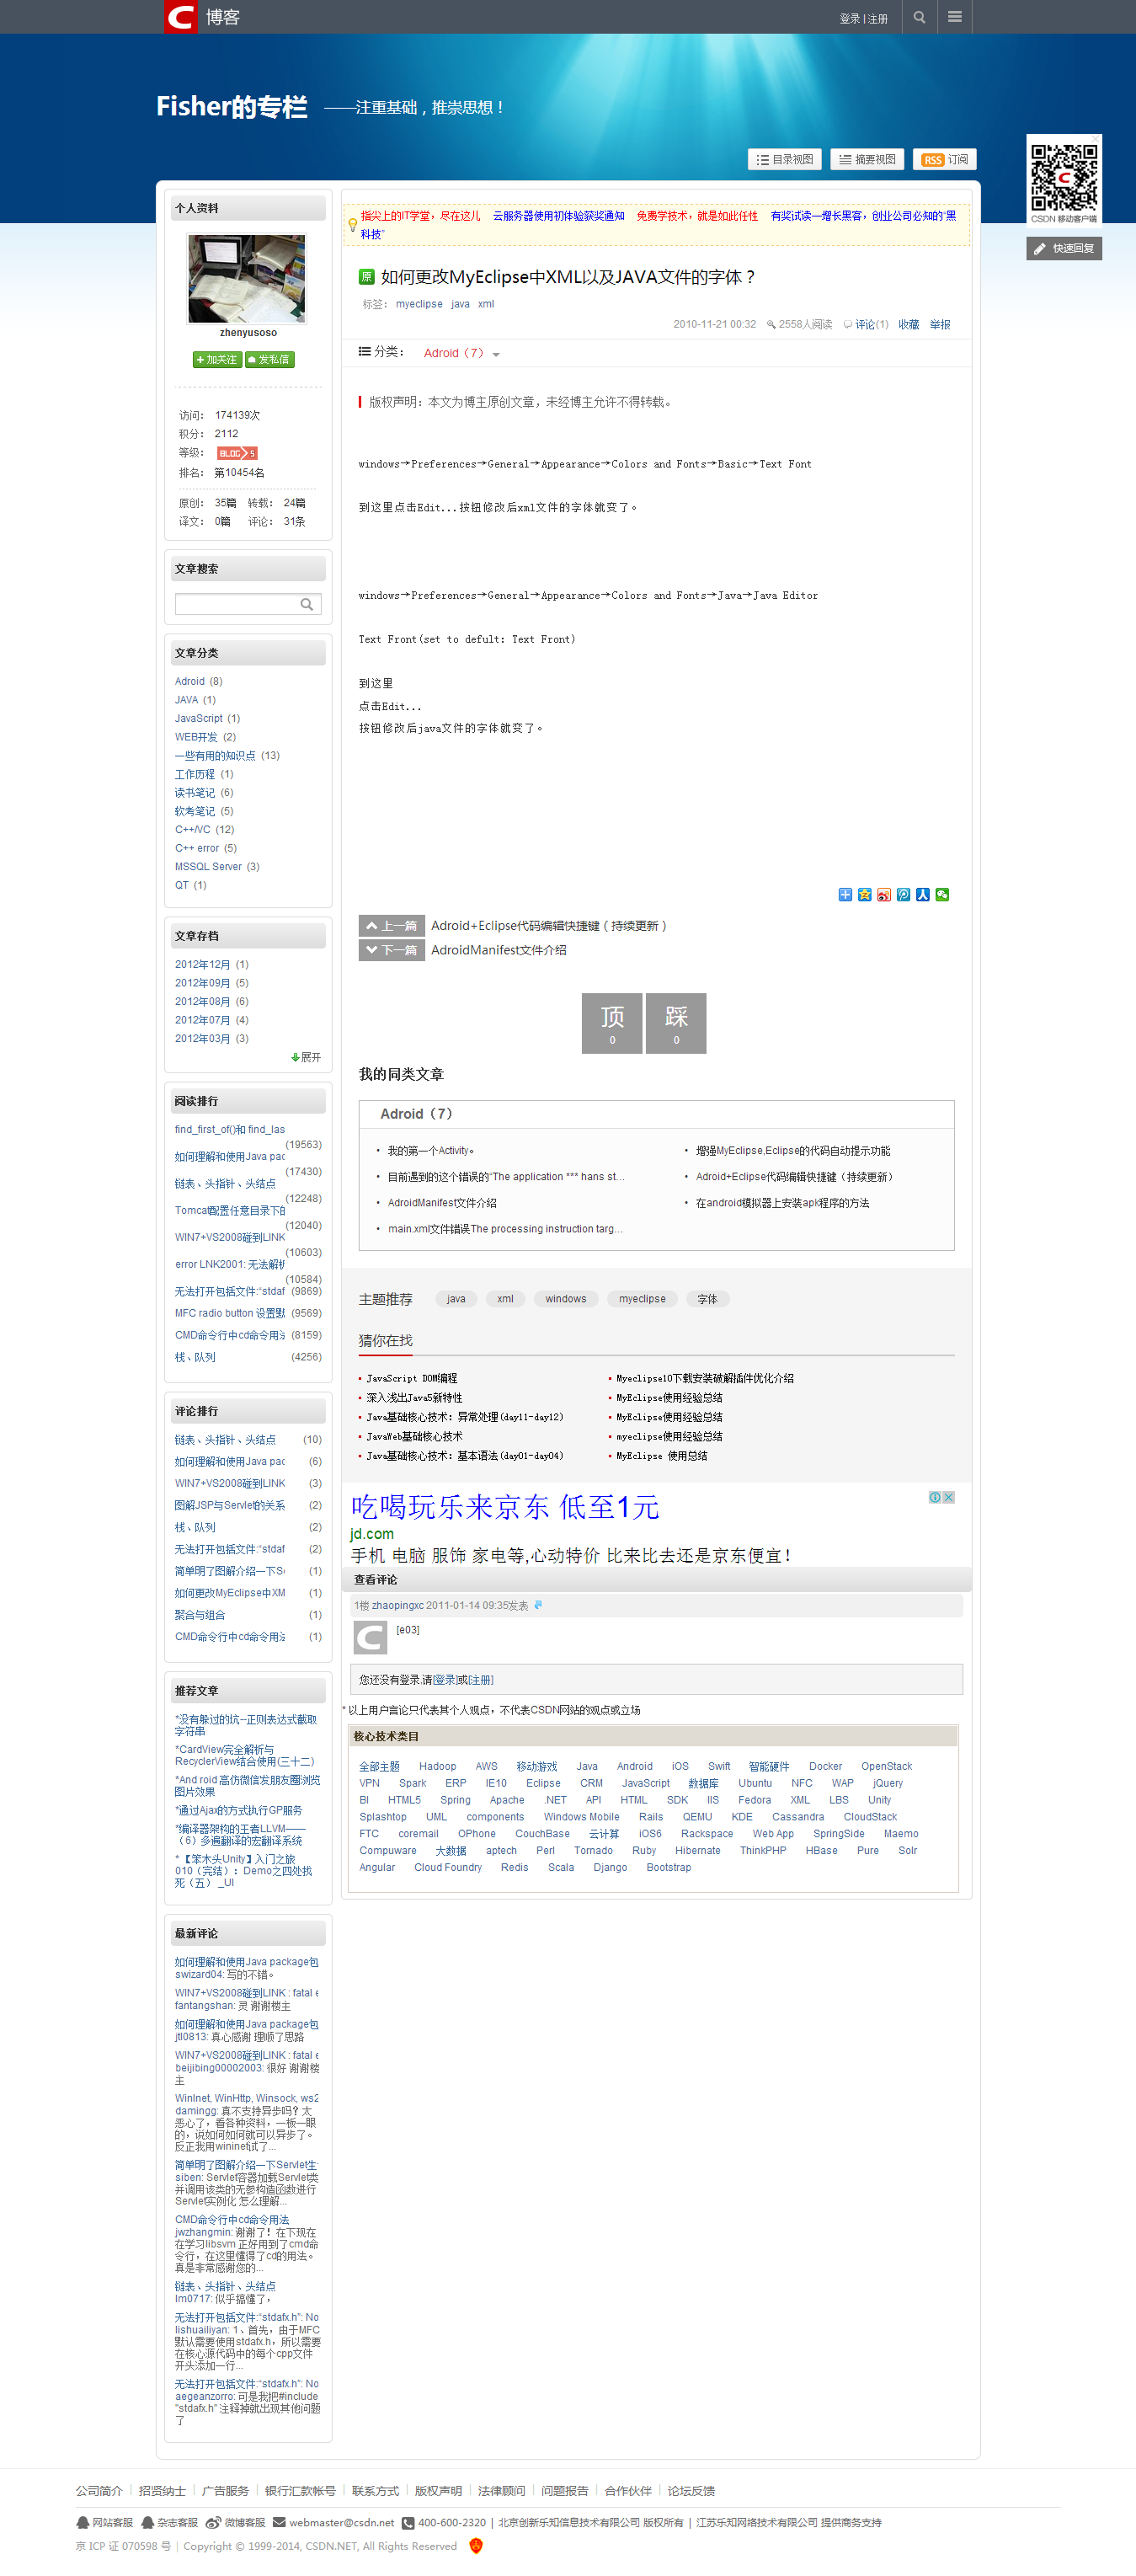 博客
登录 | 注册
Fisher的专栏 ——注重基础，推崇思想！
目录视图 摘要视图 RSS 订阅
CSDN 移动客户端
快速回复
个人资料
zhenyusoso
加关注 发私信
访问： 174139次
积分： 2112
等级： BLOG 5
排名： 第10454名
原创： 35篇 转载： 24篇
译文： 0篇 评论： 31条
文章搜索
文章分类
Adroid (8)
JAVA (1)
JavaScript (1)
WEB开发 (2)
一些有用的知识点 (13)
工作历程 (1)
读书笔记 (6)
软考笔记 (5)
C++/VC (12)
C++ error (5)
MSSQL Server (3)
QT (1)
文章存档
2012年12月 (1)
2012年09月 (5)
2012年08月 (6)
2012年07月 (4)
2012年03月 (3)
展开
阅读排行
find_first_of()和 find_las
(19563)
如何理解和使用Java pac
(17430)
链表、头指针、头结点
(12248)
Tomcat配置任意目录下的
(12040)
WIN7+VS2008碰到LINK
(10603)
error LNK2001: 无法解析
(10584)
无法打开包括文件:“stdaf (9869)
MFC radio button 设置默 (9569)
CMD命令行中cd命令用法 (8159)
栈、队列 (4256)
评论排行
链表、头指针、头结点 (10)
如何理解和使用Java pac (6)
WIN7+VS2008碰到LINK (3)
图解JSP与Servlet的关系 (2)
栈、队列 (2)
无法打开包括文件:“stdaf (2)
简单明了图解介绍一下Se (1)
如何更改MyEclipse中XM (1)
聚合与组合 (1)
CMD命令行中cd命令用法 (1)
推荐文章
*没有躲过的坑--正则表达式截取
字符串
*CardView完全解析与
RecyclerView结合使用(三十二)
*And roid 高仿微信发朋友圈浏览
图片效果
*通过Ajax的方式执行GP服务
*编译器架构的王者LLVM——
（6）多遍翻译的宏翻译系统
*【笨木头Unity】入门之旅
010（完结）：Demo之四处找
死（五） _UI
最新评论
如何理解和使用Java package包
swizard04: 写的不错。
WIN7+VS2008碰到LINK : fatal e
fantangshan: 灵 谢谢楼主
如何理解和使用Java package包
jtl0813: 真心感谢 理顺了思路
WIN7+VS2008碰到LINK : fatal e
beijibing00002003: 很好 谢谢楼
主
WinInet, WinHttp, Winsock, ws2
damingg: 真不支持异步吗？太
恶心了，看各种资料，一板一眼
的，说如何如何就可以异步了。
反正我用wininet试了...
简单明了图解介绍一下Servlet生
siben: Servlet容器加载Servlet类
并调用该类的无参构造函数进行
Servlet实例化 怎么理解...
CMD命令行中cd命令用法
jwzhangmin: 谢谢了！在下现在
在学习libsvm 正好用到了cmd命
令行，在这里懂得了cd的用法。
真是非常感谢您的...
链表、头指针、头结点
lm0717: 似乎搞懂了，
无法打开包括文件:“stdafx.h”: No
lishuailiyan: 1、首先，由于MFC
默认需要使用stdafx.h，所以需要
在核心源代码中的每个cpp文件
开头添加一行...
无法打开包括文件:“stdafx.h”: No
aegeanzorro: 可是我把#include
"stdafx.h" 注释掉就出现其他问题
了
指尖上的IT学堂，尽在这儿 云服务器使用初体验获奖通知 免费学技术，就是如此任性 有奖试读—增长黑客，创业公司必知的“黑
科技”
原 如何更改MyEclipse中XML以及JAVA文件的字体？
标签： myeclipse java xml
2010-11-21 00:32 2558人阅读 评论(1) 收藏 举报
分类： Adroid（7）
版权声明：本文为博主原创文章，未经博主允许不得转载。
windows→Preferences→General→Appearance→Colors and Fonts→Basic→Text Font
到这里点击Edit...按钮修改后xml文件的字体就变了。
windows→Preferences→General→Appearance→Colors and Fonts→Java→Java Editor
Text Front(set to defult: Text Front)
到这里
点击Edit...
按钮修改后java文件的字体就变了。
上一篇 Adroid+Eclipse代码编辑快捷键（持续更新）
下一篇 AdroidManifest文件介绍
顶 踩
0 0
我的同类文章
Adroid（7）
• 我的第一个Activity。 • 增强MyEclipse,Eclipse的代码自动提示功能
• 目前遇到的这个错误的“The application *** hans st… • Adroid+Eclipse代码编辑快捷键（持续更新）
• AdroidManifest文件介绍 • 在android模拟器上安装apk程序的方法
• main.xml文件错误The processing instruction targ…
主题推荐 java xml windows myeclipse 字体
猜你在找
JavaScript DOM编程 Myeclipse10下载安装破解插件优化介绍
深入浅出Java5新特性 MyEclipse使用经验总结
Java基础核心技术：异常处理(day11-day12) MyEclipse使用经验总结
JavaWeb基础核心技术 myeclipse使用经验总结
Java基础核心技术：基本语法(day01-day04) MyEclipse 使用总结
吃喝玩乐来京东 低至1元
jd.com
手机 电脑 服饰 家电等,心动特价 比来比去还是京东便宜！
查看评论
1楼 zhaopingxc 2011-01-14 09:35发表
[e03]
您还没有登录,请[登录]或[注册]
* 以上用户言论只代表其个人观点，不代表CSDN网站的观点或立场
核心技术类目
全部主题 Hadoop AWS 移动游戏 Java Android iOS Swift 智能硬件 Docker OpenStack
VPN Spark ERP IE10 Eclipse CRM JavaScript 数据库 Ubuntu NFC WAP jQuery
BI HTML5 Spring Apache .NET API HTML SDK IIS Fedora XML LBS Unity
Splashtop UML components Windows Mobile Rails QEMU KDE Cassandra CloudStack
FTC coremail OPhone CouchBase 云计算 iOS6 Rackspace Web App SpringSide Maemo
Compuware 大数据 aptech Perl Tornado Ruby Hibernate ThinkPHP HBase Pure Solr
Angular Cloud Foundry Redis Scala Django Bootstrap
公司简介 | 招贤纳士 | 广告服务 | 银行汇款帐号 | 联系方式 | 版权声明 | 法律顾问 | 问题报告 | 合作伙伴 | 论坛反馈
网站客服 杂志客服 微博客服 webmaster@csdn.net 400-600-2320 | 北京创新乐知信息技术有限公司 版权所有 | 江苏乐知网络技术有限公司 提供商务支持
京 ICP 证 070598 号 | Copyright © 1999-2014, CSDN.NET, All Rights Reserved